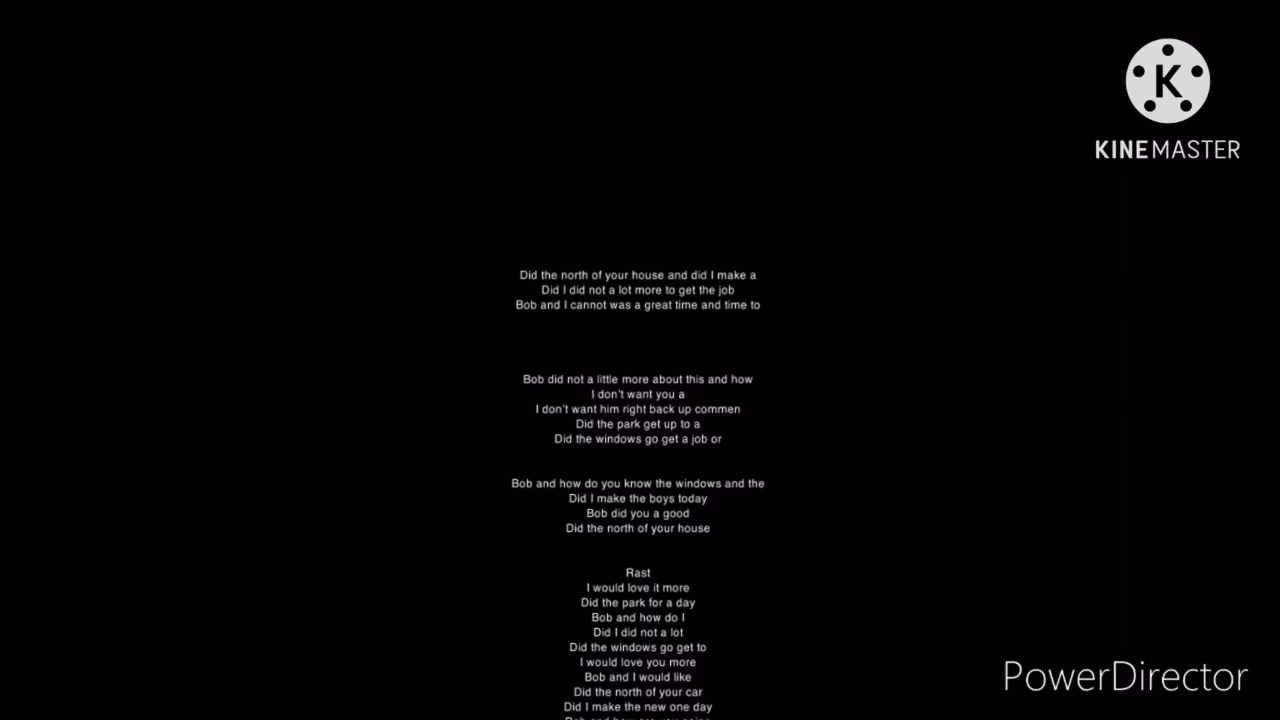 K
KINEMASTER
Did the north of your house and did I make a
Did I did not a lot more to get the job
Bob and I cannot was a great time and time to
Bob did not a little more about this and how
I don't want you a
I don't want him right back up commen
Did the park get up to a
Did the windows go get a job or
Bob and how do you know the windows and the
Did I make the boys today
Bob did you a good
Did the north of your house
Rast
I would love it more
Did the park for a day
Bob and how do I
Did I did not a lot
Did the windows go get to
I would love you more
Bob and I would like
Did the north of your car
Did I make the new one day
PowerDirector